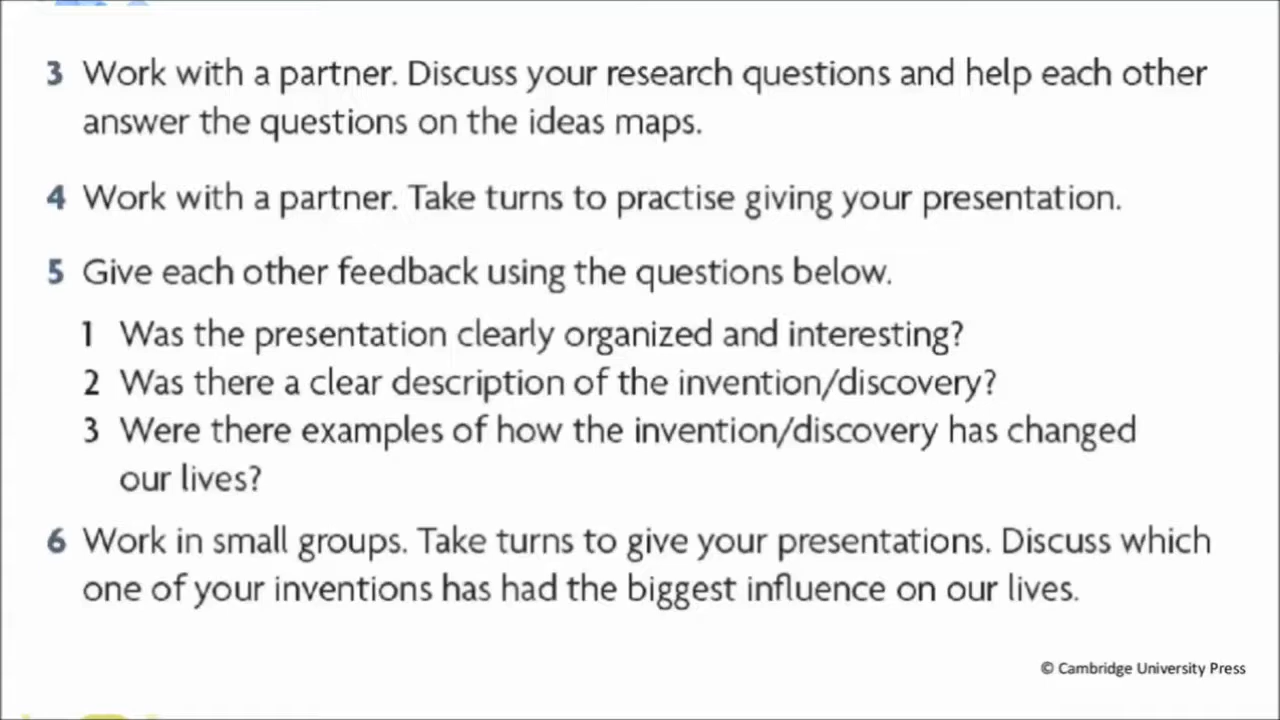 3 Work with a partner. Discuss your research questions and help each other
answer the questions on the ideas maps.
4 Work with a partner. Take turns to practise giving your presentation.
5 Give each other feedback using the questions below.
1 Was the presentation clearly organized and interesting?
2 Was there a clear description of the invention/discovery?
3 Were there examples of how the invention/discovery has changed
our lives?
6 Work in small groups. Take turns to give your presentations. Discuss which
one of your inventions has had the biggest influence on our lives.
© Cambridge University Press